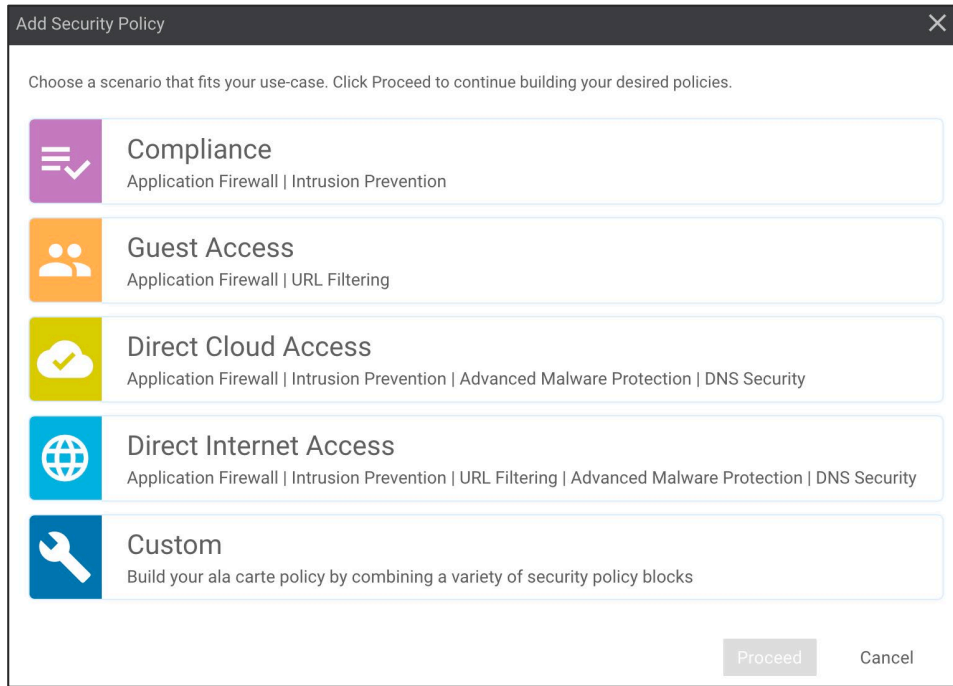 Add Security Policy
Choose a scenario that fits your use-case. Click Proceed to continue building your desired policies.
Compliance
Application Firewall | Intrusion Prevention
Guest Access
Application Firewall | URL Filtering
Direct Cloud Access
Application Firewall | Intrusion Prevention | Advanced Malware Protection | DNS Security
Direct Internet Access
Application Firewall | Intrusion Prevention | URL Filtering | Advanced Malware Protection | DNS Security
Custom
Build your ala carte policy by combining a variety of security policy blocks
Proceed Cancel